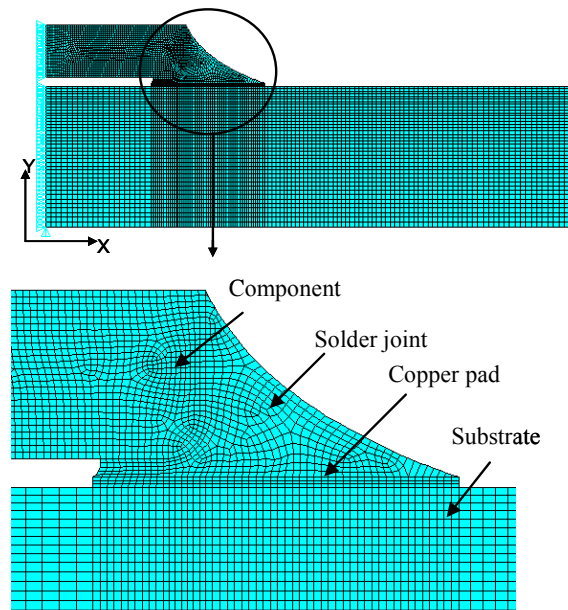 Y
X
Component
Solder joint
Copper pad
Substrate